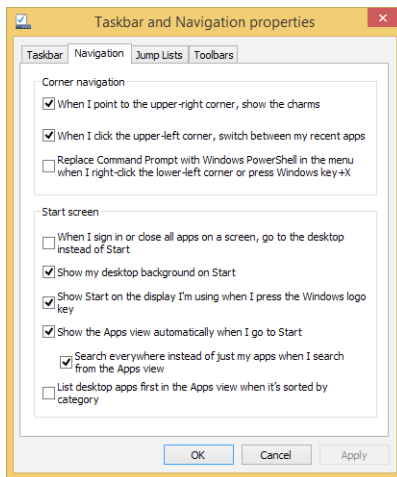 Taskbar and Navigation properties
Taskbar Navigation Jump Lists Toolbars
Corner navigation
When I point to the upper-right corner, show the charms
When I click the upper-left corner, switch between my recent apps
Replace Command Prompt with Windows PowerShell in the menu
when I right-click the lower-left corner or press Windows key+X
Start screen
When I sign in or close all apps on a screen, go to the desktop
instead of Start
Show my desktop background on Start
Show Start on the display I'm using when I press the Windows logo
key
Show the Apps view automatically when I go to Start
Search everywhere instead of just my apps when I search
from the Apps view
List desktop apps first in the Apps view when it's sorted by
category
OK Cancel Apply